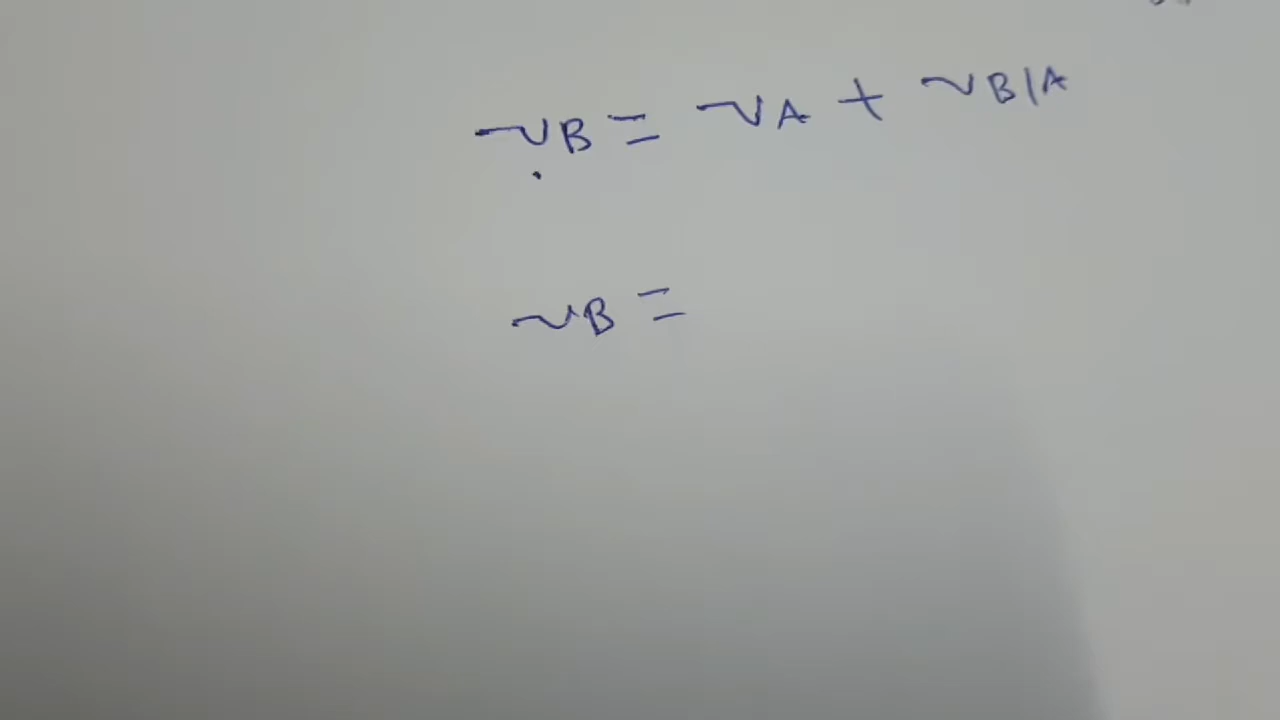 vB = vA + vB/A
vB =